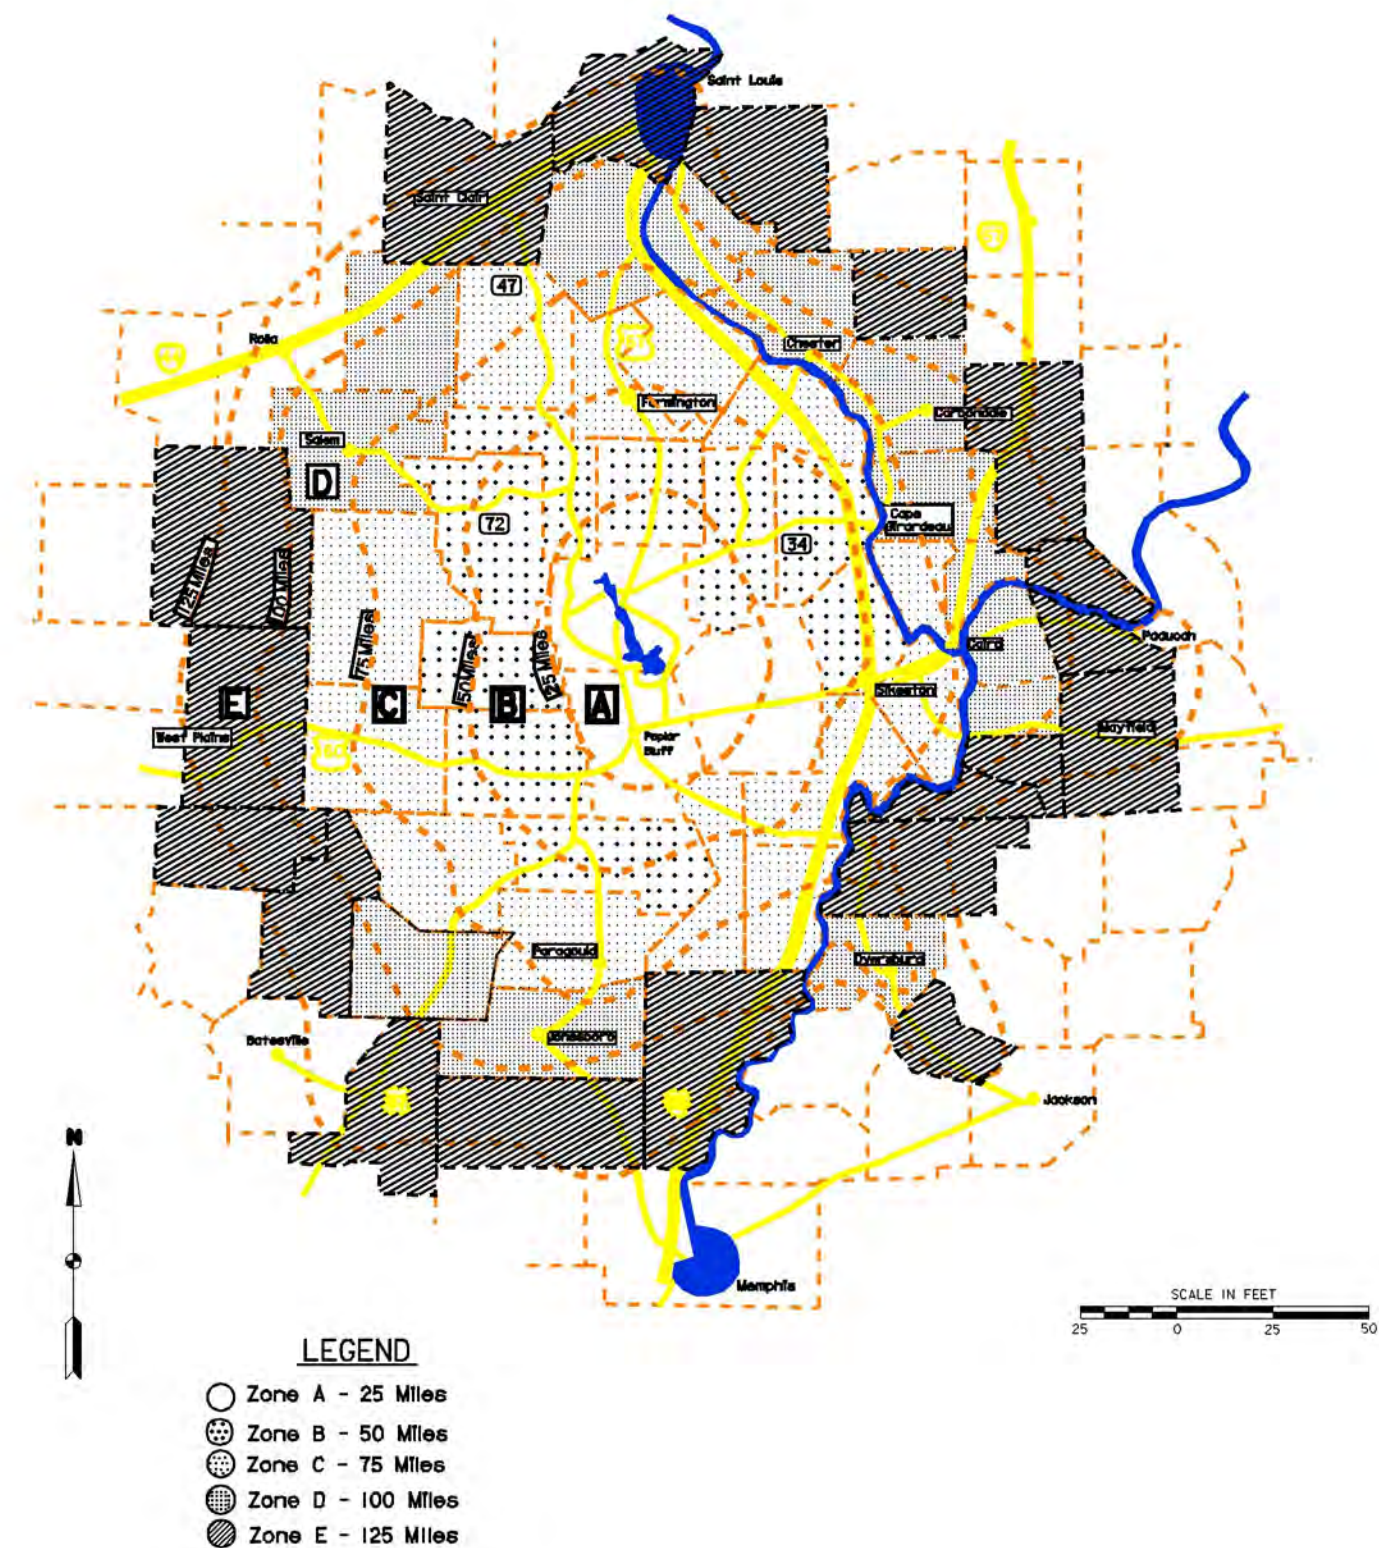 Saint Louis
Saint Clair
57
47
Rolla
67
Chester
44
Farmington
Carbondale
Salem
D
72
Cape
Girardeau
34
125 Miles
100 Miles
75 Miles
50 Miles
25 Miles
Paducah
Cairo
E
C
B
A
Sikeston
West Plains
60
Poplar
Bluff
Mayfield
Paragould
Dyersburg
Batesville
Jonesboro
Jackson
N
Memphis
SCALE IN FEET
25 0 25 50
LEGEND
Zone A - 25 Miles
Zone B - 50 Miles
Zone C - 75 Miles
Zone D - 100 Miles
Zone E - 125 Miles